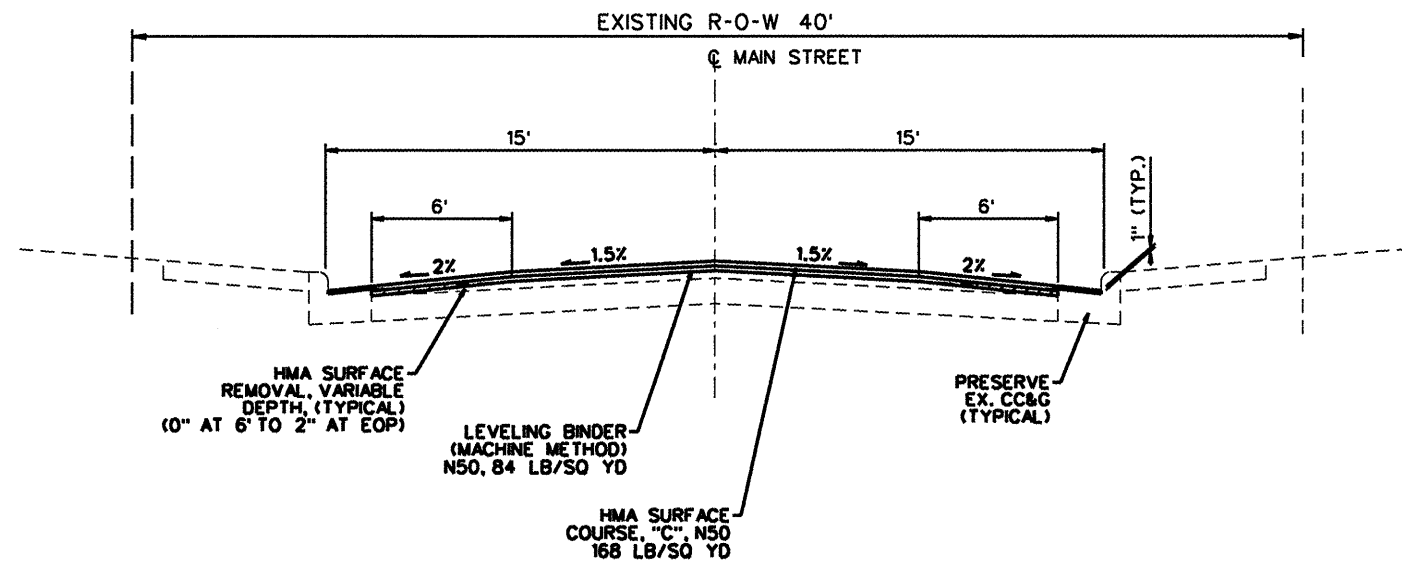 EXISTING R-O-W 40'
℄ MAIN STREET
15'
15'
1" (TYP.)
6'
6'
2%
1.5%
1.5%
2%
HMA SURFACE
REMOVAL, VARIABLE
DEPTH, (TYPICAL)
(0" AT 6' TO 2" AT EOP)
LEVELING BINDER
(MACHINE METHOD)
N50, 84 LB/SQ YD
HMA SURFACE
COURSE, "C", N50
168 LB/SQ YD
PRESERVE
EX. CC&G
(TYPICAL)